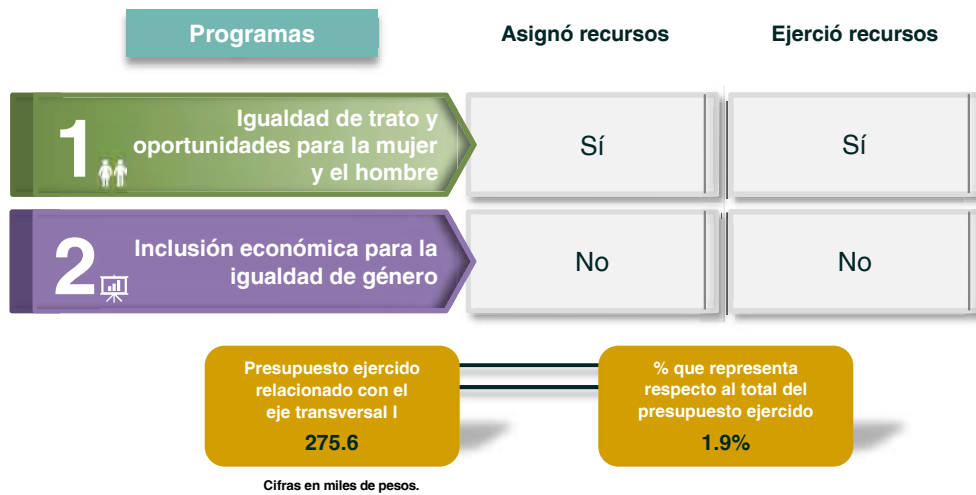 Programas
Asignó recursos
Ejerció recursos
1
Igualdad de trato y
oportunidades para la mujer
y el hombre
Sí
Sí
2
Inclusión económica para la
igualdad de género
No
No
Presupuesto ejercido
relacionado con el
eje transversal I
275.6
% que representa
respecto al total del
presupuesto ejercido
1.9%
Cifras en miles de pesos.